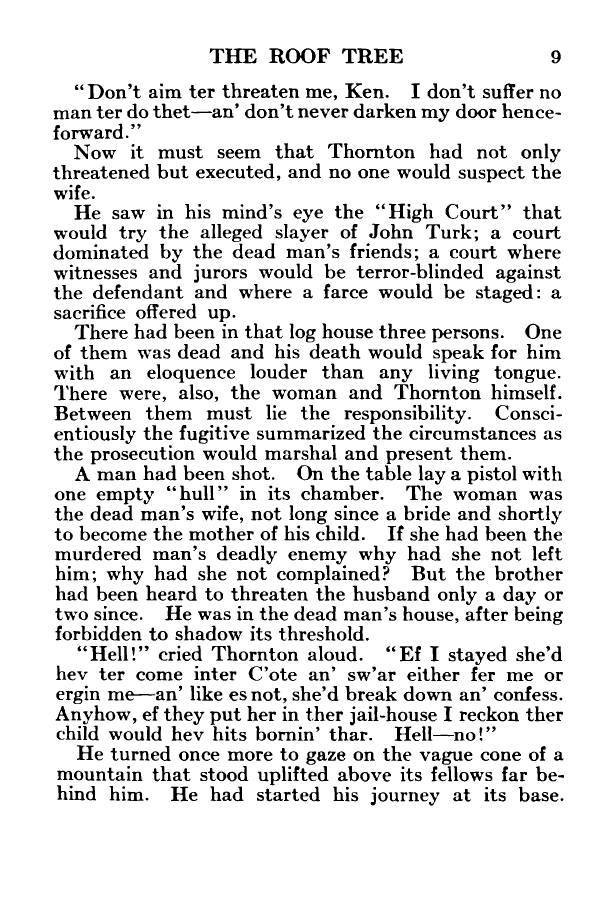 THE ROOF TREE 9
"Don't aim ter threaten me, Ken. I don't suffer no
man ter do thet—an' don't never darken my door hence-
forward."
Now it must seem that Thornton had not only
threatened but executed, and no one would suspect the
wife.
He saw in his mind's eye the "High Court" that
would try the alleged slayer of John Turk; a court
dominated by the dead man's friends; a court where
witnesses and jurors would be terror-blinded against
the defendant and where a farce would be staged: a
sacrifice offered up.
There had been in that log house three persons. One
of them was dead and his death would speak for him
with an eloquence louder than any living tongue.
There were, also, the woman and Thornton himself.
Between them must lie the responsibility. Consci-
entiously the fugitive summarized the circumstances as
the prosecution would marshal and present them.
A man had been shot. On the table lay a pistol with
one empty "hull" in its chamber. The woman was
the dead man's wife, not long since a bride and shortly
to become the mother of his child. If she had been the
murdered man's deadly enemy why had she not left
him; why had she not complained? But the brother
had been heard to threaten the husband only a day or
two since. He was in the dead man's house, after being
forbidden to shadow its threshold.
"Hell!" cried Thornton aloud. "Ef I stayed she'd
hev ter come inter C'ote an' sw'ar either fer me or
ergin me—an' like es not, she'd break down an' confess.
Anyhow, ef they put her in ther jail-house I reckon ther
child would hev hits bornin' thar. Hell—no!"
He turned once more to gaze on the vague cone of a
mountain that stood uplifted above its fellows far be-
hind him. He had started his journey at its base.